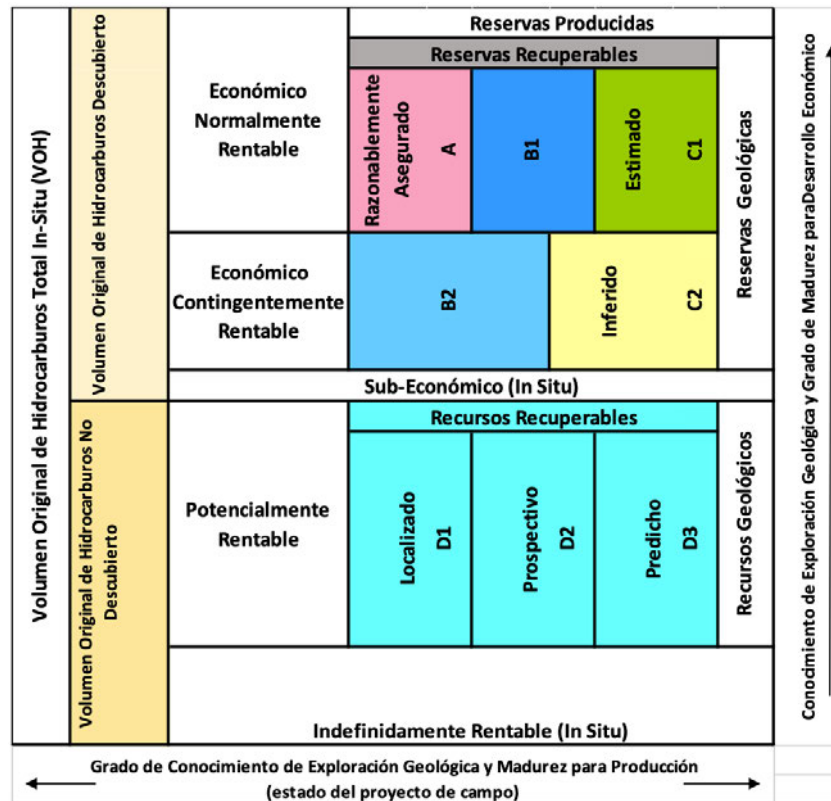 Volumen Original de Hidrocarburos Total In-Situ (VOH)
Volumen Original de Hidrocarburos Descubierto
Económico
Normalmente
Rentable
Reservas Producidas
Reservas Recuperables
Razonablemente
Asegurado A
B1
Estimado C1
Reservas Geológicas
Económico
Contingentemente
Rentable
B2
Inferido C2
Sub-Económico (In Situ)
Volumen Original de Hidrocarburos No
Descubierto
Potencialmente
Rentable
Recursos Recuperables
Localizado D1
Prospectivo D2
Predicho D3
Recursos Geológicos
Indefinidamente Rentable (In Situ)
Conodmiento de Exploración Geológica y Grado de Madurez paraDesarrollo Económico
Grado de Conocimiento de Exploración Geológica y Madurez para Producción
(estado del proyecto de campo)